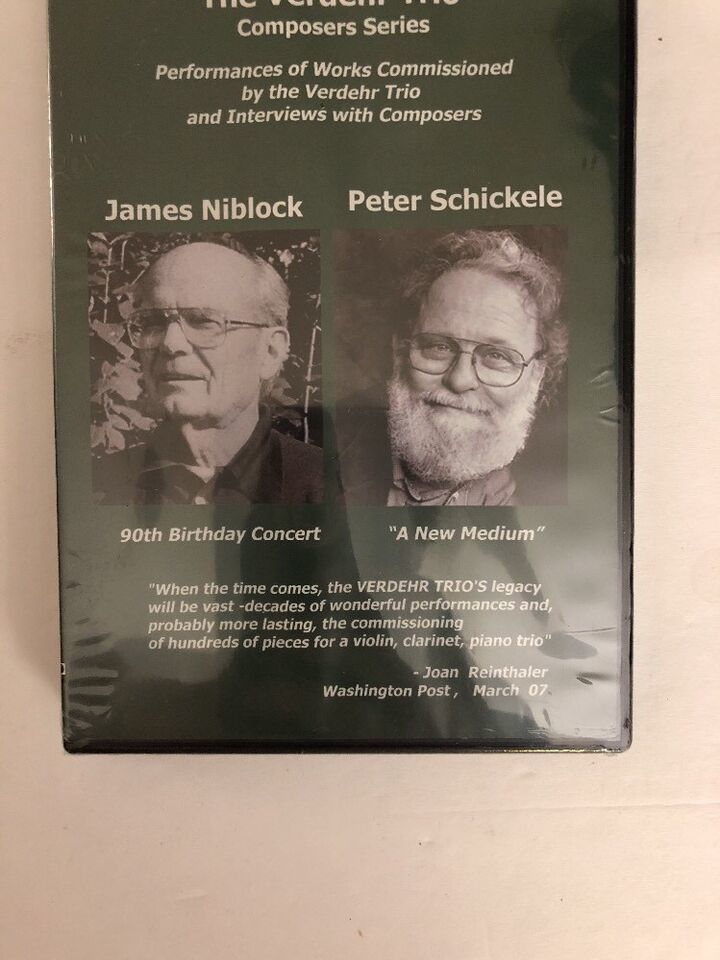 The Verdehr Trio
Composers Series
Performances of Works Commissioned
by the Verdehr Trio
and Interviews with Composers
James Niblock
Peter Schickele
90th Birthday Concert
"A New Medium"
"When the time comes, the VERDEHR TRIO'S legacy
will be vast -decades of wonderful performances and,
probably more lasting, the commissioning
of hundreds of pieces for a violin, clarinet, piano trio"
- Joan Reinthaler
Washington Post , March 07